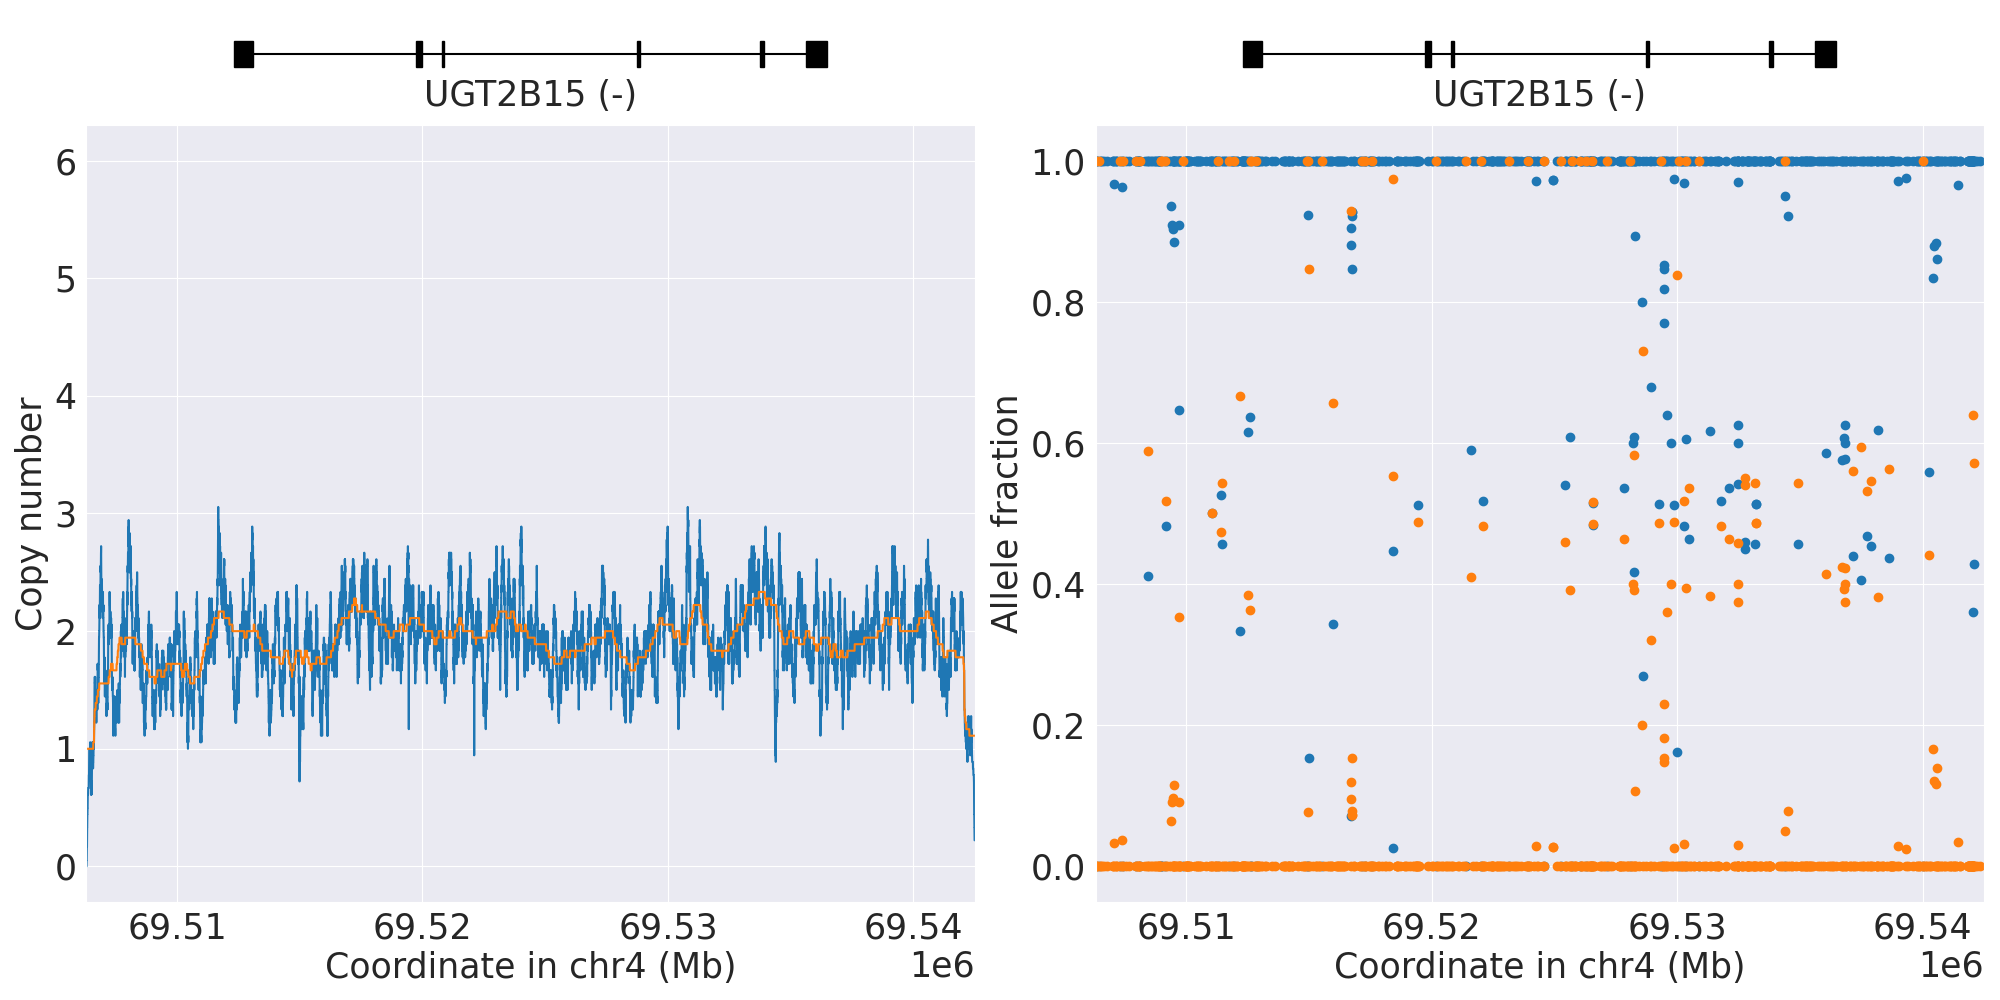 UGT2B15 (-)
UGT2B15 (-)
Copy number
6
5
4
3
2
1
0
69.51 69.52 69.53 69.54
Coordinate in chr4 (Mb)
1e6
Allele fraction
1.0
0.8
0.6
0.4
0.2
0.0
69.51 69.52 69.53 69.54
Coordinate in chr4 (Mb)
1e6